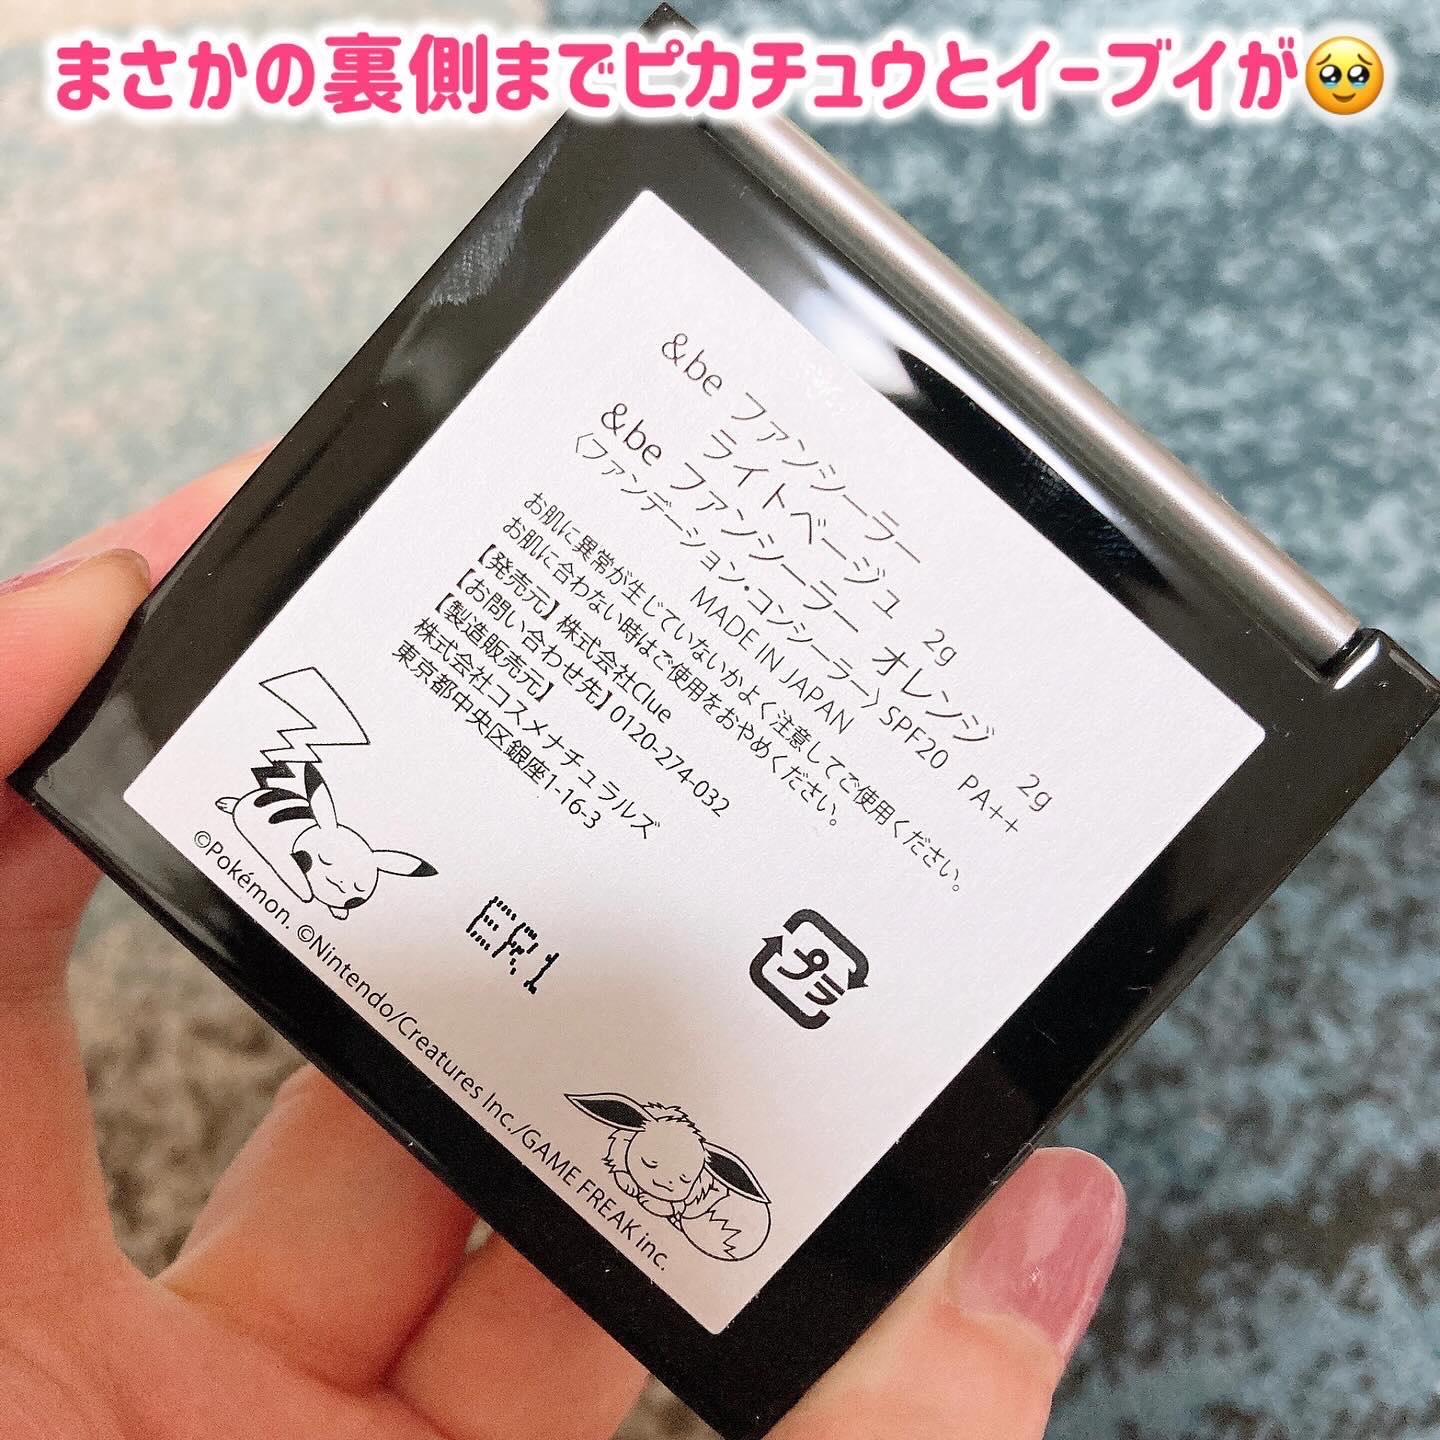 まさかの裏側までピカチュウとイーブイが🥹
&be ファンシーラー
ライトベージュ 2g
&be ファンシーラー オレンジ 2g
〈ファンデーション・コンシーラー〉SPF20 PA++
MADE IN JAPAN
お肌に異常が生じていないかよく注意してご使用ください。
お肌に合わない時はご使用をおやめください。
【発売元】株式会社Clue
【お問い合わせ先】0120-274-032
【製造販売元】
株式会社コスメナチュラルズ
東京都中央区銀座1-16-3
ER1
プラ
©Pokémon. ©Nintendo/Creatures Inc./GAME FREAK inc.